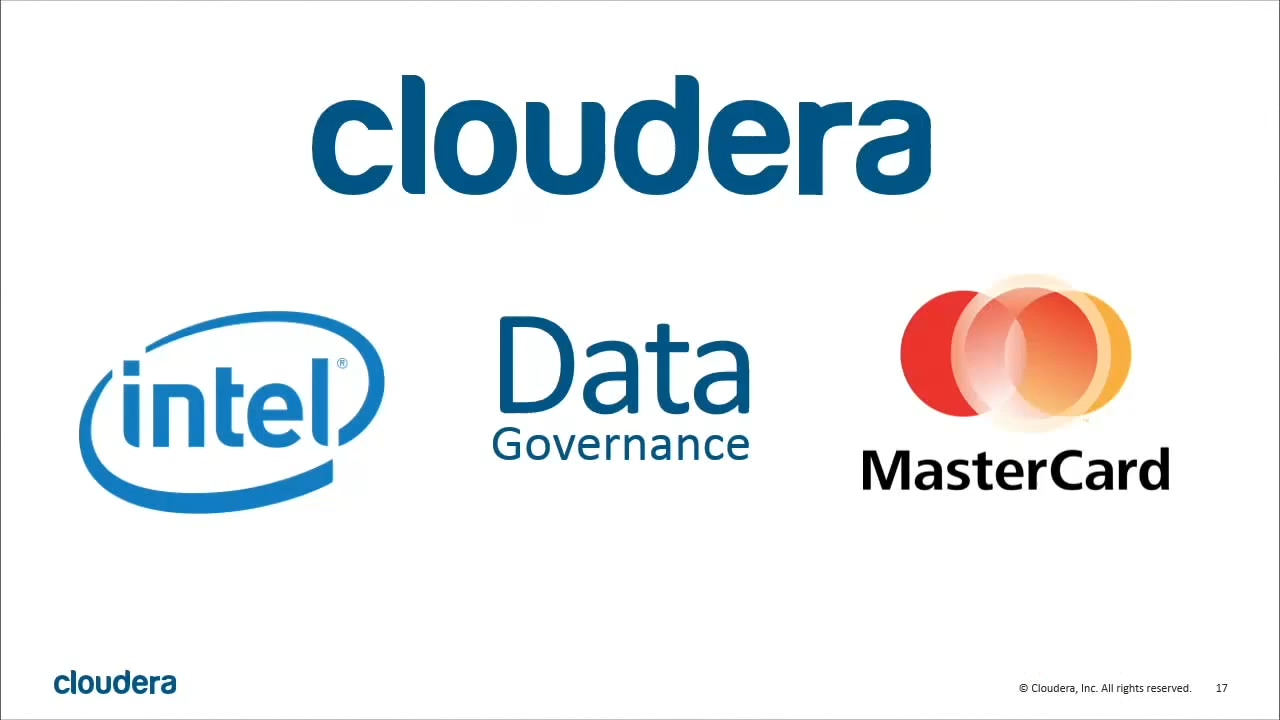 cloudera
intel®
Data
Governance
MasterCard
cloudera
© Cloudera, Inc. All rights reserved. 17